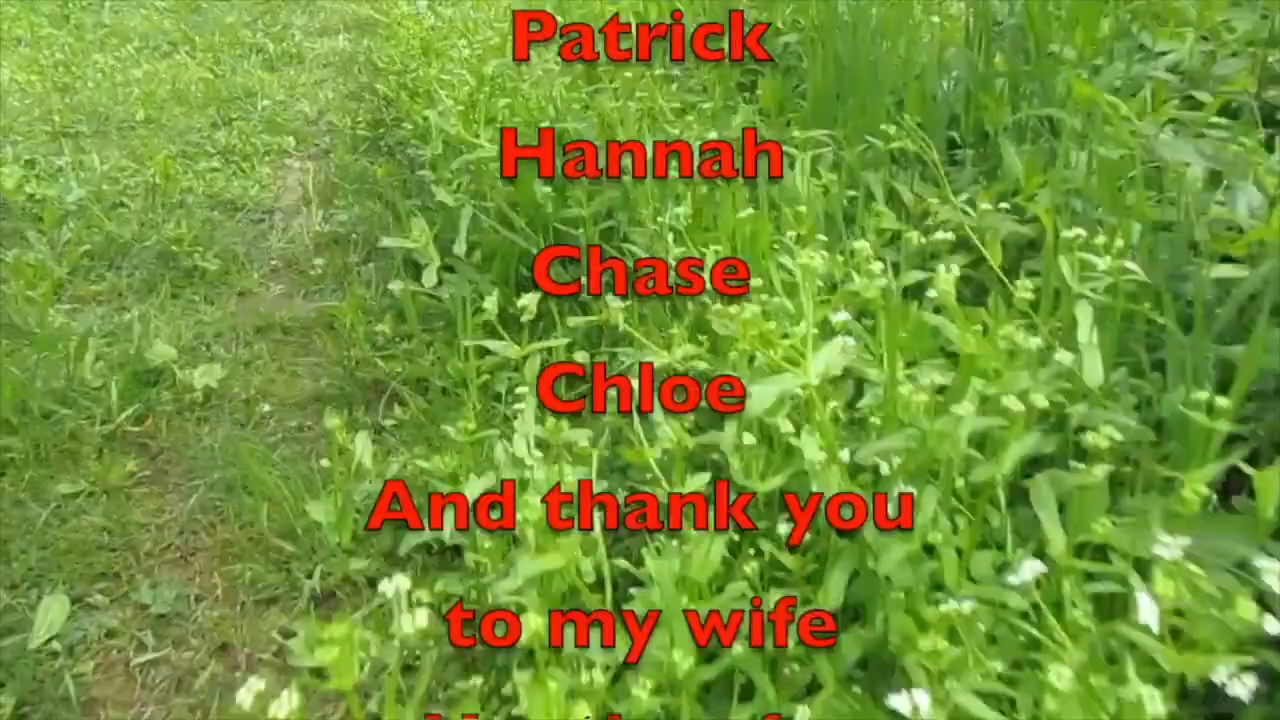 Patrick
Hannah
Chase
Chloe
And thank you
to my wife